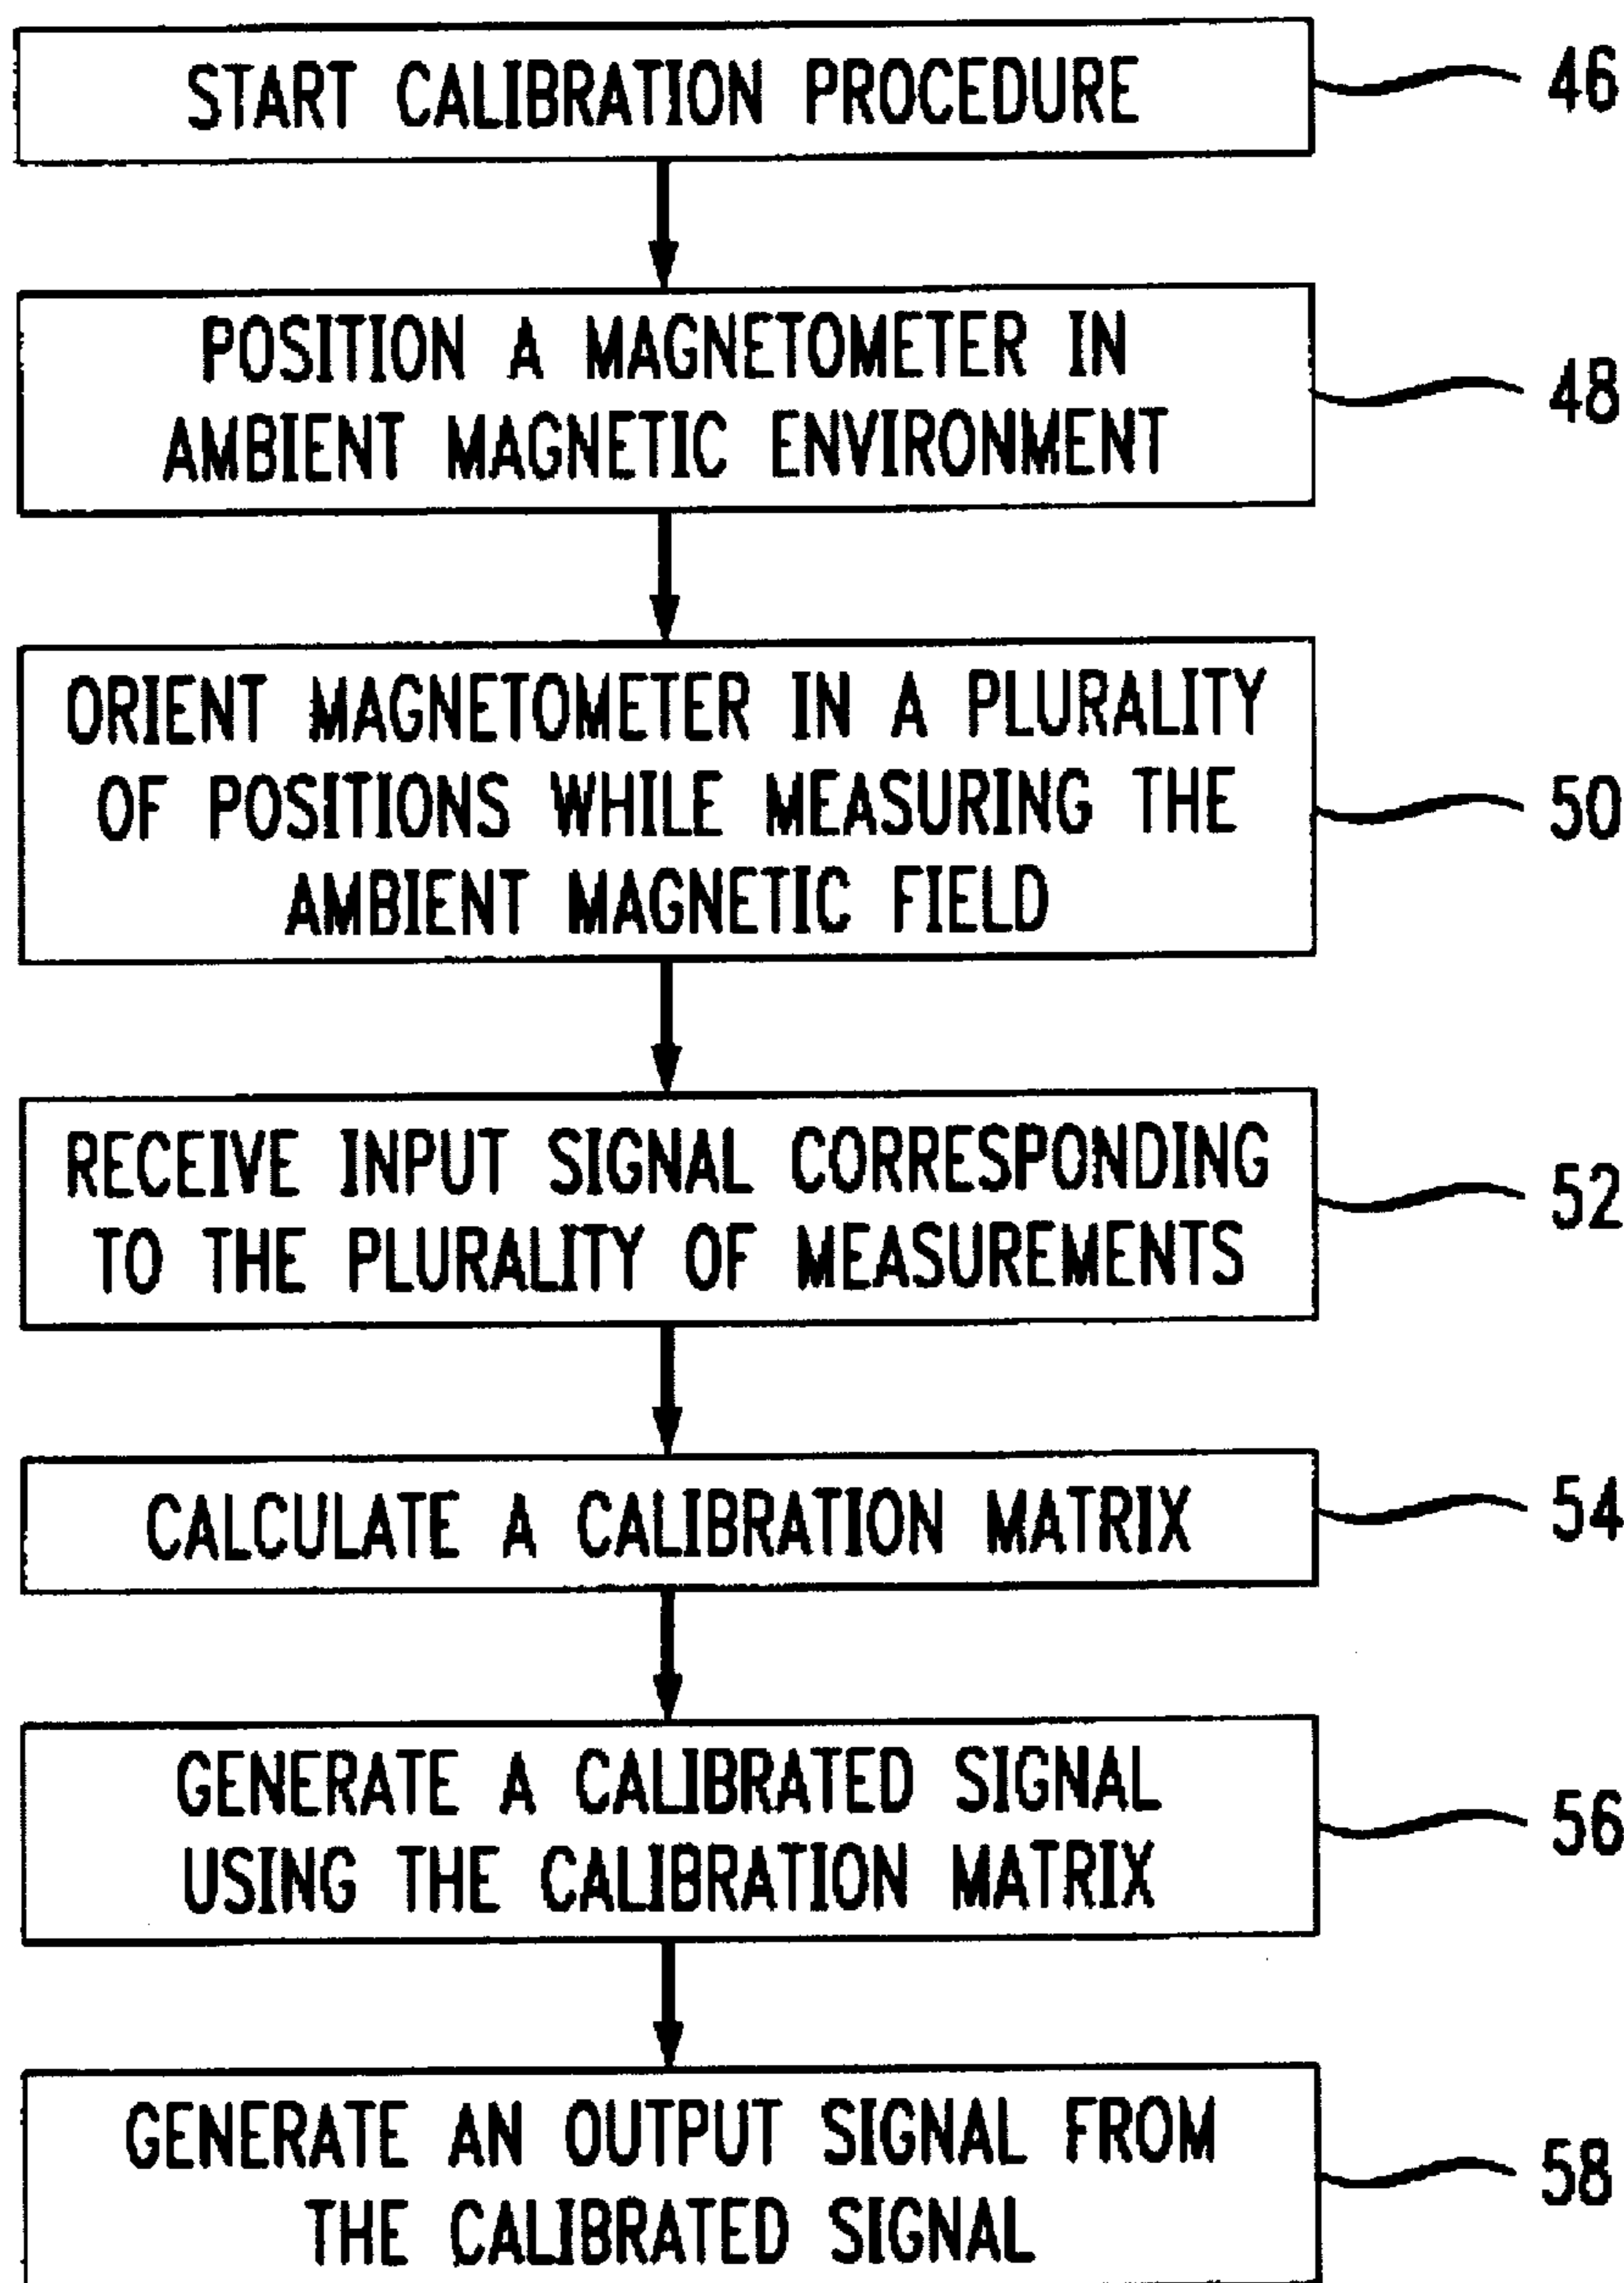 START CALIBRATION PROCEDURE
46
POSITION A MAGNETOMETER IN
AMBIENT MAGNETIC ENVIRONMENT
48
ORIENT MAGNETOMETER IN A PLURALITY
OF POSITIONS WHILE MEASURING THE
AMBIENT MAGNETIC FIELD
50
RECEIVE INPUT SIGNAL CORRESPONDING
TO THE PLURALITY OF MEASUREMENTS
52
CALCULATE A CALIBRATION MATRIX
54
GENERATE A CALIBRATED SIGNAL
USING THE CALIBRATION MATRIX
56
GENERATE AN OUTPUT SIGNAL FROM
THE CALIBRATED SIGNAL
58